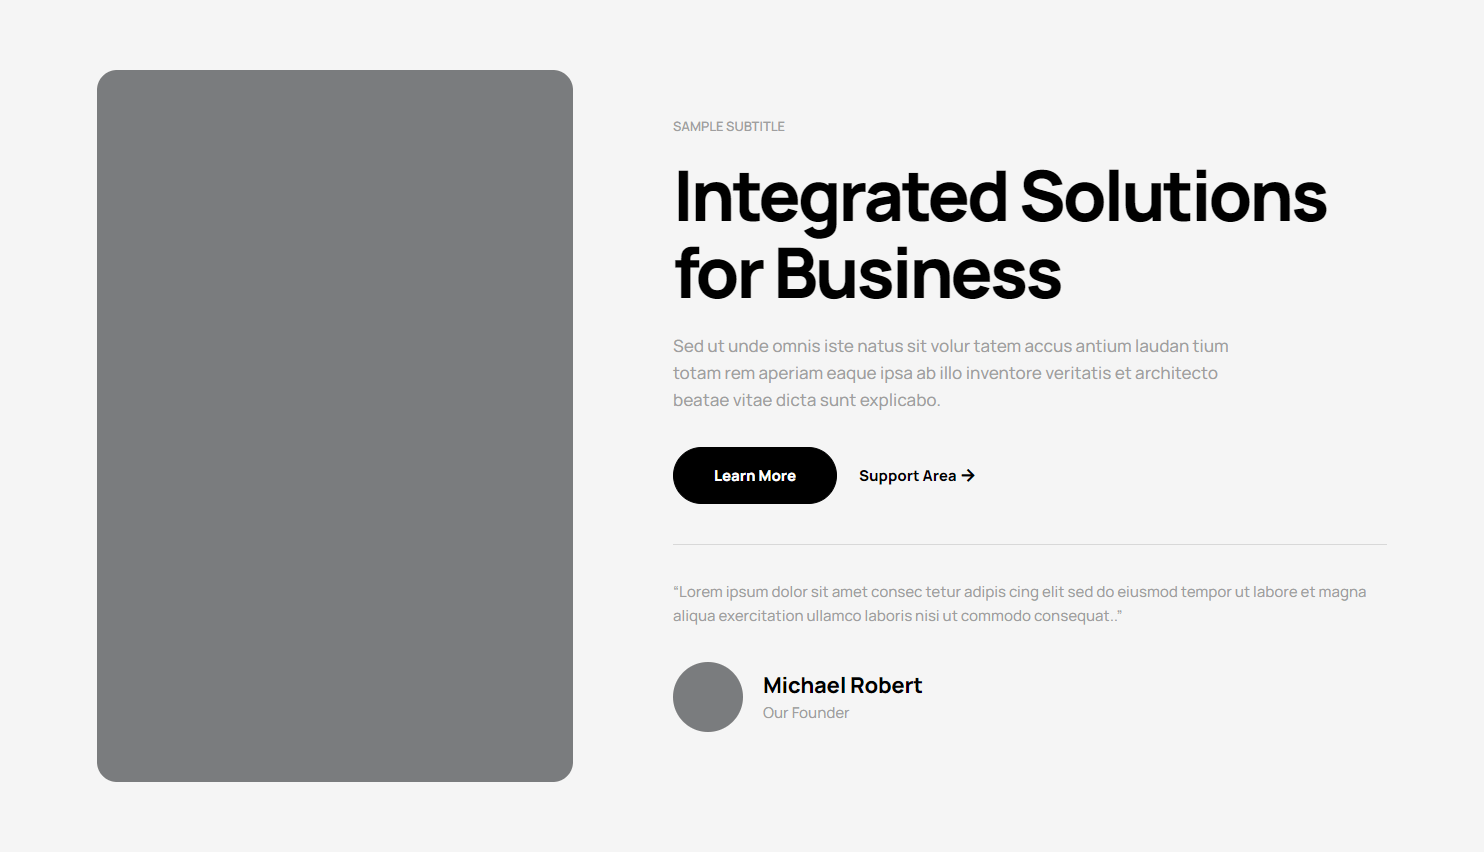 SAMPLE SUBTITLE
Integrated Solutions
for Business
Sed ut unde omnis iste natus sit volur tatem accus antium laudan tium
totam rem aperiam eaque ipsa ab illo inventore veritatis et architecto
beatae vitae dicta sunt explicabo.
Learn More
Support Area →
“Lorem ipsum dolor sit amet consec tetur adipis cing elit sed do eiusmod tempor ut labore et magna
aliqua exercitation ullamco laboris nisi ut commodo consequat..”
Michael Robert
Our Founder